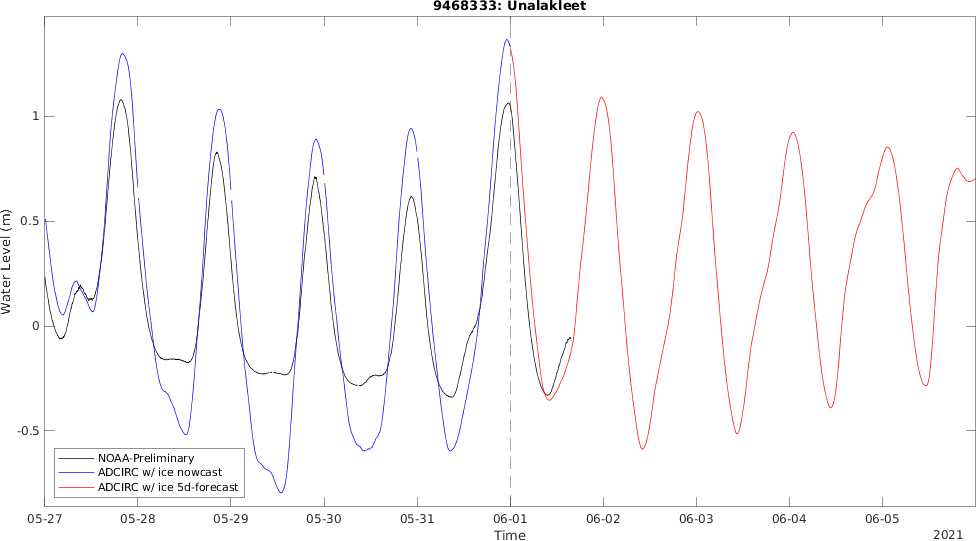 9468333: Unalakleet
Water Level (m)
1
0.5
0
-0.5
NOAA-Preliminary
ADCIRC w/ ice nowcast
ADCIRC w/ ice 5d-forecast
05-27 05-28 05-29 05-30 05-31 06-01 06-02 06-03 06-04 06-05
Time
2021